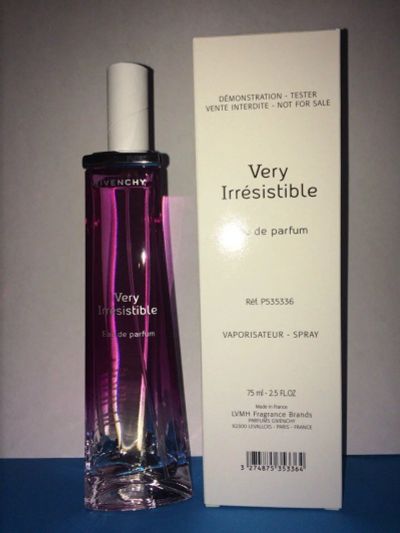 GIVENCHY
Very
Irrésistible
Eau de parfum
DÉMONSTRATION - TESTER
VENTE INTERDITE - NOT FOR SALE
Very
Irrésistible
Eau de parfum
Réf. P535336
VAPORISATEUR - SPRAY
75 ml - 2.5 FL.OZ
Made in France
LVMH Fragrance Brands
PARFUMS GIVENCHY
92300 LEVALLOIS - PARIS - FRANCE
3 274875 353364